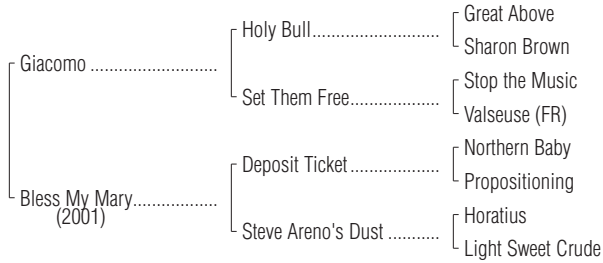 Great Above
Holy Bull
Sharon Brown
Giacomo
Stop the Music
Set Them Free
Valseuse (FR)
Northern Baby
Deposit Ticket
Propositioning
Bless My Mary
(2001)
Horatius
Steve Areno's Dust
Light Sweet Crude